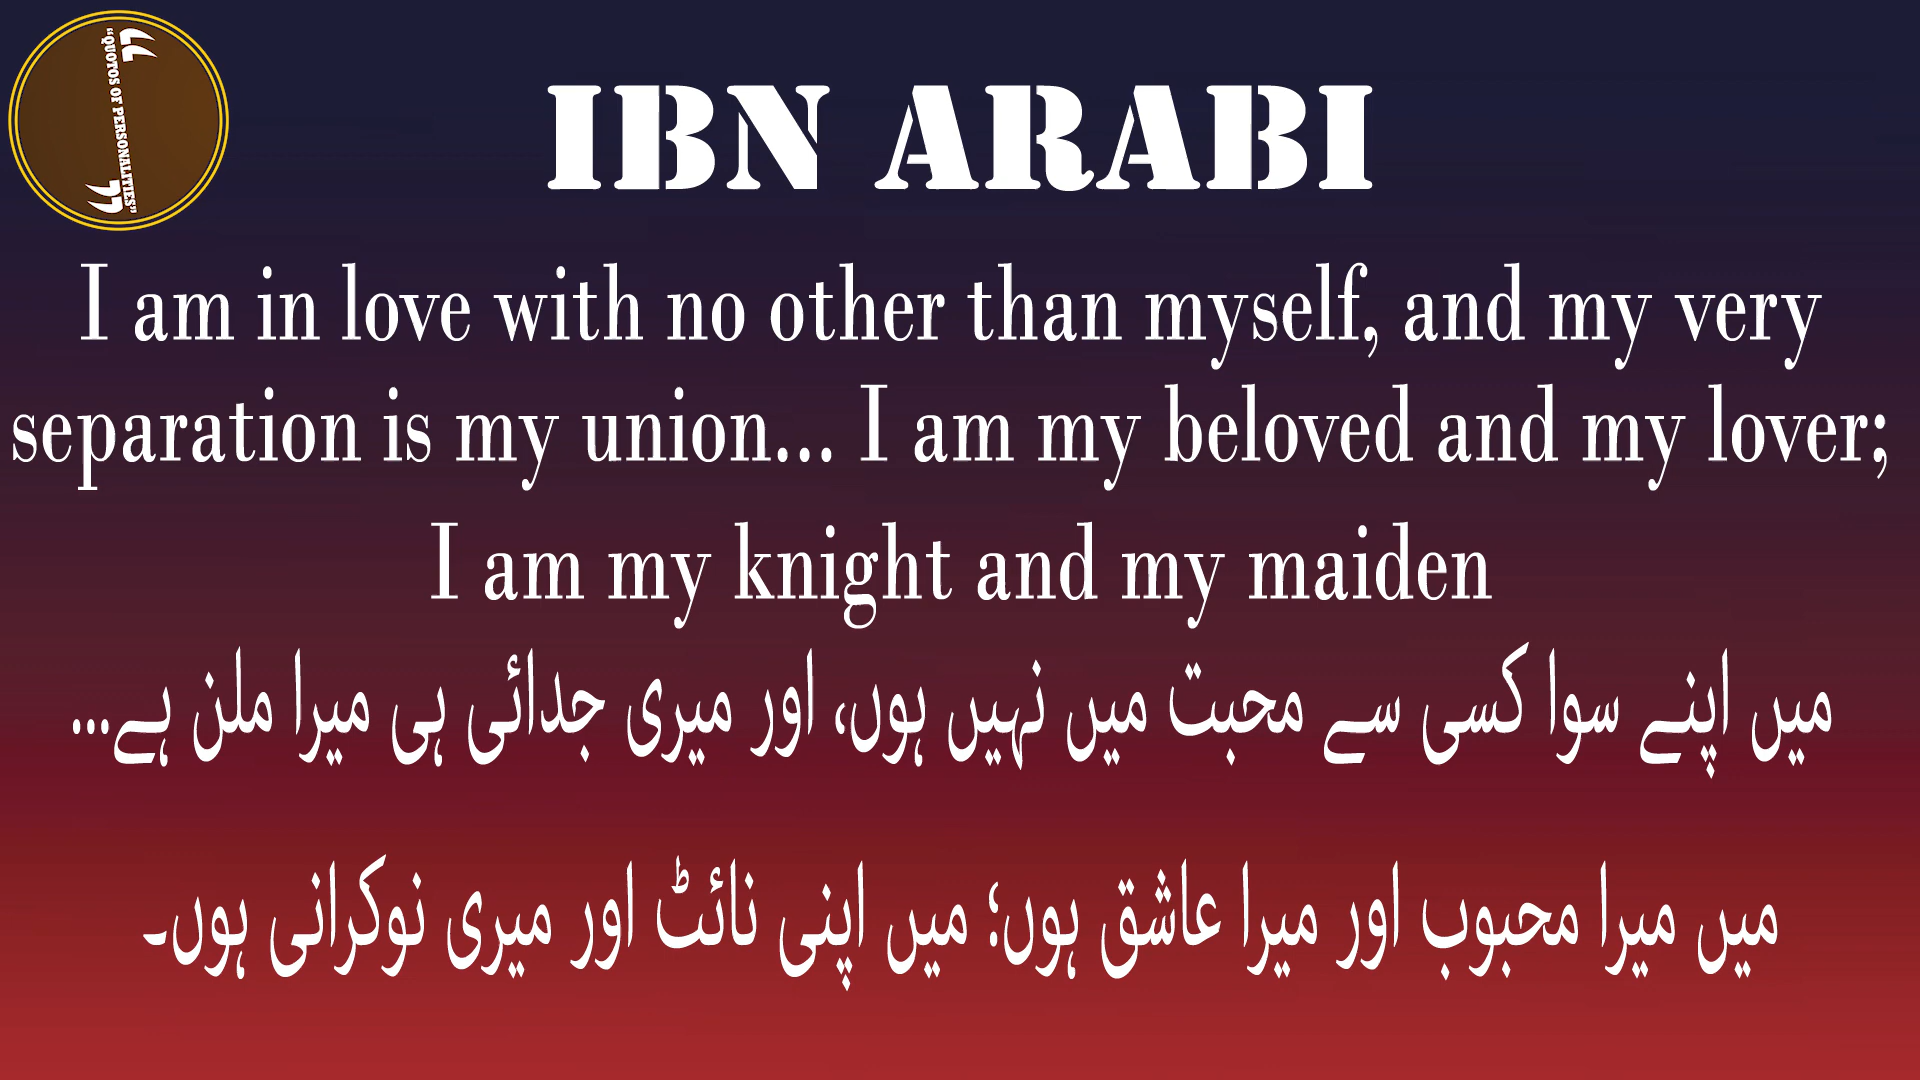 "QUOTOS OF PERSONALITIES"
IBN ARABI
I am in love with no other than myself, and my very
separation is my union... I am my beloved and my lover;
I am my knight and my maiden
میں اپنے سوا کسی سے محبت میں نہیں ہوں، اور میری جدائی ہی میرا ملن ہے...
میں میرا محبوب اور میرا عاشق ہوں؛ میں اپنی نائٹ اور میری نوکرانی ہوں۔